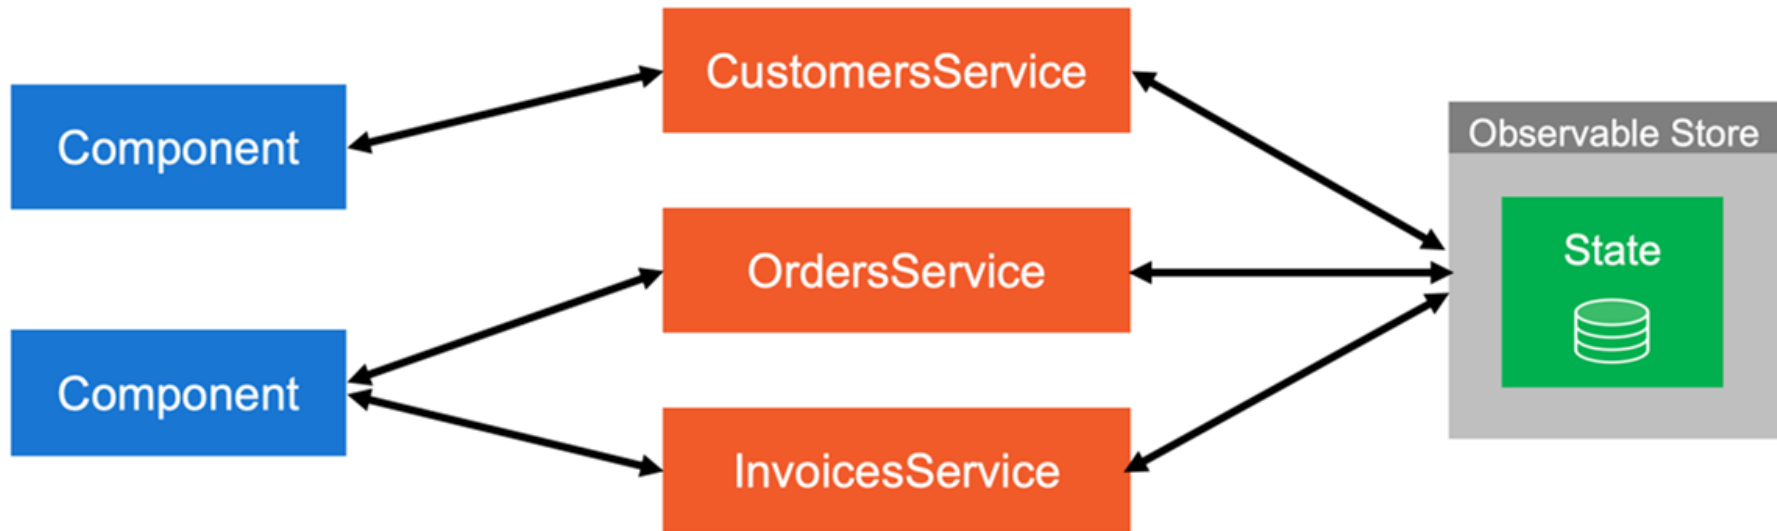 Component
Component
CustomersService
OrdersService
InvoicesService
Observable Store
State